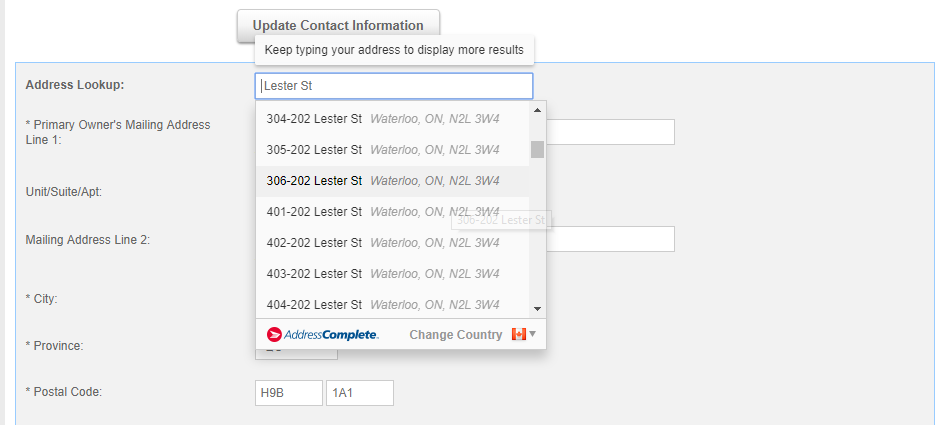 Update Contact Information
Keep typing your address to display more results
Address Lookup:
Lester St
* Primary Owner's Mailing Address
Line 1:
304-202 Lester St Waterloo, ON, N2L 3W4
305-202 Lester St Waterloo, ON, N2L 3W4
306-202 Lester St Waterloo, ON, N2L 3W4
Unit/Suite/Apt:
401-202 Lester St Waterloo, ON, N2L 3W4
306-202 Lester St
Mailing Address Line 2:
402-202 Lester St Waterloo, ON, N2L 3W4
403-202 Lester St Waterloo, ON, N2L 3W4
* City:
404-202 Lester St Waterloo, ON, N2L 3W4
AddressComplete. Change Country
* Province:
* Postal Code:
H9B 1A1